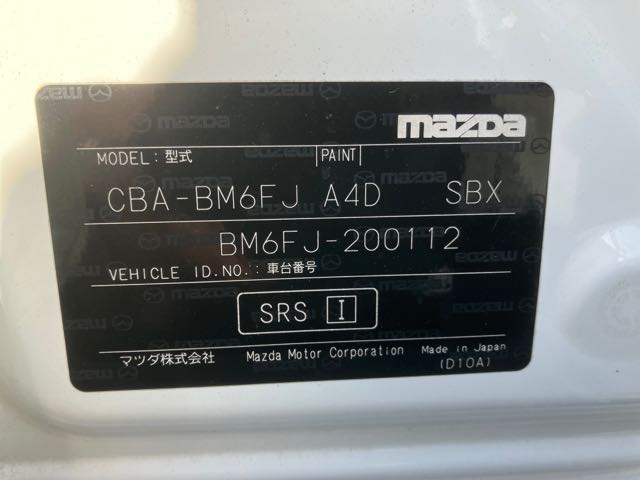 mazda
MODEL: 型式 PAINT
CBA-BM6FJ A4D SBX
BM6FJ-200112
VEHICLE ID.NO.: 車台番号
SRS I
マツダ株式会社 Mazda Motor Corporation Made in Japan
(D10A)